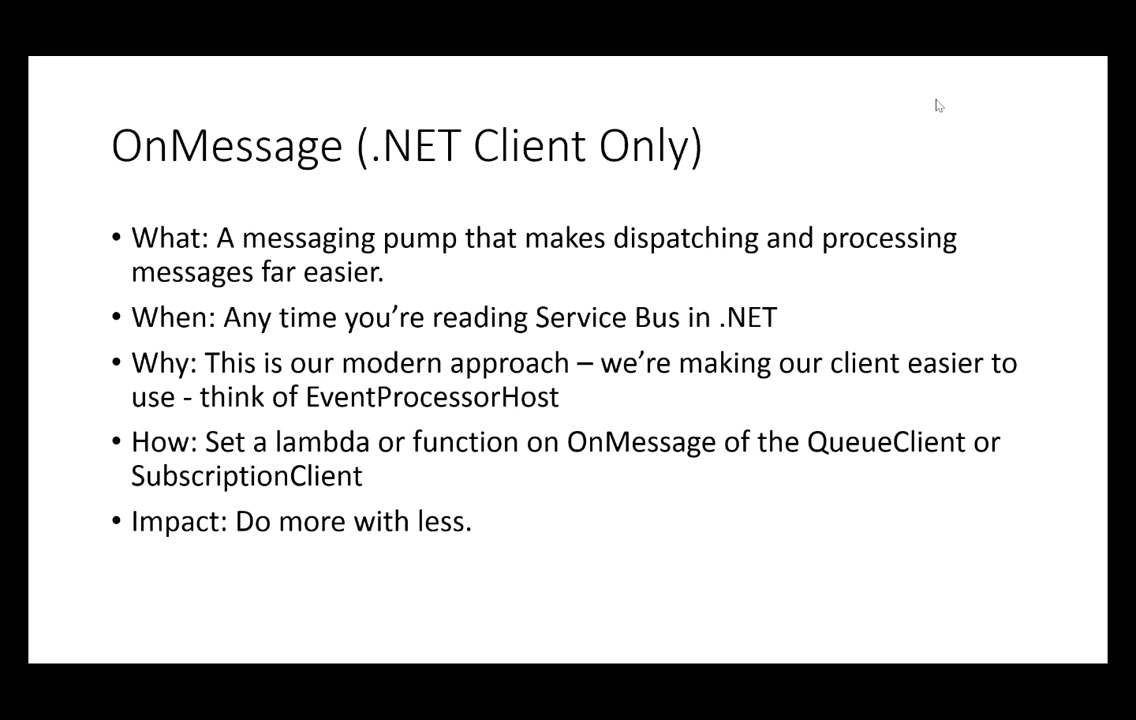 OnMessage (.NET Client Only)
• What: A messaging pump that makes dispatching and processing
messages far easier.
• When: Any time you’re reading Service Bus in .NET
• Why: This is our modern approach – we’re making our client easier to
use - think of EventProcessorHost
• How: Set a lambda or function on OnMessage of the QueueClient or
SubscriptionClient
• Impact: Do more with less.